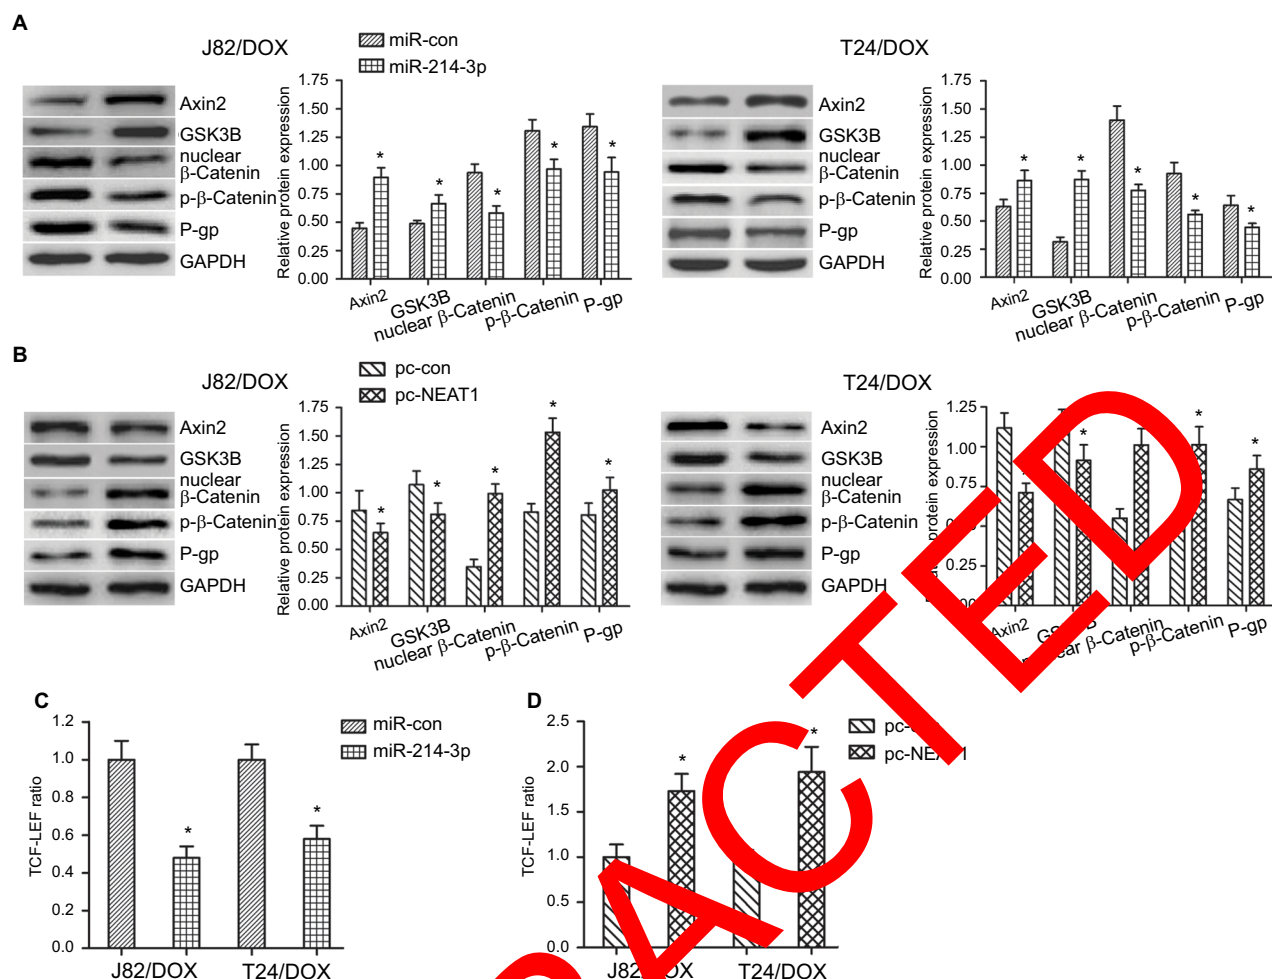 A
J82/DOX
miR-con
miR-214-3p
T24/DOX
Axin2
GSK3B
nuclear
β-Catenin
p-β-Catenin
P-gp
GAPDH
Relative protein expression
1.75
1.50
1.25
1.00
0.75
0.50
0.25
0.00
Axin2
GSK3B
nuclear β-Catenin
p-β-Catenin
P-gp
* * * * *
Axin2
GSK3B
nuclear
β-Catenin
p-β-Catenin
P-gp
GAPDH
Relative protein expression
1.75
1.50
1.25
1.00
0.75
0.50
0.25
0.00
Axin2
GSK3B
nuclear β-Catenin
p-β-Catenin
P-gp
* * * * *
B
J82/DOX
pc-con
pc-NEAT1
T24/DOX
Axin2
GSK3B
nuclear
β-Catenin
p-β-Catenin
P-gp
GAPDH
Relative protein expression
1.75
1.50
1.25
1.00
0.75
0.50
0.25
0.00
Axin2
GSK3B
nuclear β-Catenin
p-β-Catenin
P-gp
* * * * *
Axin2
GSK3B
nuclear
β-Catenin
p-β-Catenin
P-gp
GAPDH
protein expression
1.25
1.00
0.75
0.25
Axin2
β-Catenin
p-β-Catenin
P-gp
* * *
C
miR-con
miR-214-3p
TCF-LEF ratio
1.2
1.0
0.8
0.6
0.4
0.2
0.0
* *
J82/DOX
T24/DOX
D
pc-NEAT1
TCF-LEF ratio
2.5
2.0
1.5
1.0
0.5
0.0
* *
J82/DOX
T24/DOX
RACTED